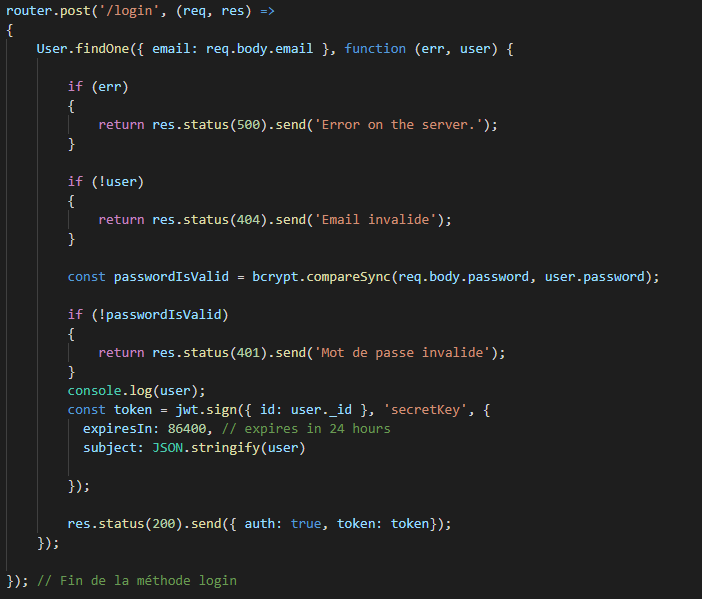 router.post('/login', (req, res) =>
{
    User.findOne({ email: req.body.email }, function (err, user) {

        if (err)
        {
            return res.status(500).send('Error on the server.');
        }

        if (!user)
        {
            return res.status(404).send('Email invalide');
        }

        const passwordIsValid = bcrypt.compareSync(req.body.password, user.password);

        if (!passwordIsValid)
        {
            return res.status(401).send('Mot de passe invalide');
        }
        console.log(user);
        const token = jwt.sign({ id: user._id }, 'secretKey', {
          expiresIn: 86400, // expires in 24 hours
          subject: JSON.stringify(user)

        });

        res.status(200).send({ auth: true, token: token});
    });

}); // Fin de la méthode login